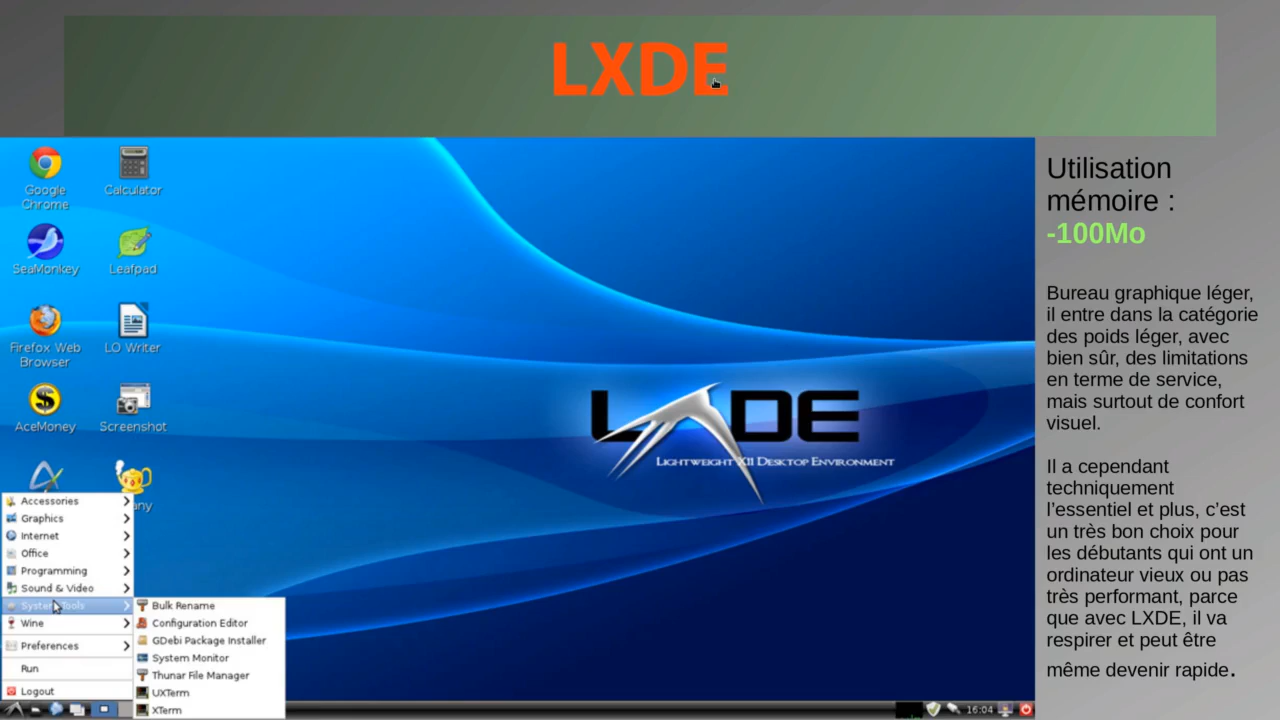 LXDE
Google
Chrome
Calculator
SeaMonkey
Leafpad
Firefox Web
Browser
LO Writer
AceMoney
Screenshot
any
Accessories
Graphics
Internet
Office
Programming
Sound & Video
System Tools
Wine
Preferences
Run
Logout
Bulk Rename
Configuration Editor
GDebi Package Installer
System Monitor
Thunar File Manager
UXTerm
XTerm
LXDE
Lightweight X11 Desktop Environment
16:04
Utilisation
mémoire :
-100Mo
Bureau graphique léger,
il entre dans la catégorie
des poids léger, avec
bien sûr, des limitations
en terme de service,
mais surtout de confort
visuel.
Il a cependant
techniquement
l’essentiel et plus, c’est
un très bon choix pour
les débutants qui ont un
ordinateur vieux ou pas
très performant, parce
que avec LXDE, il va
respirer et peut être
même devenir rapide.